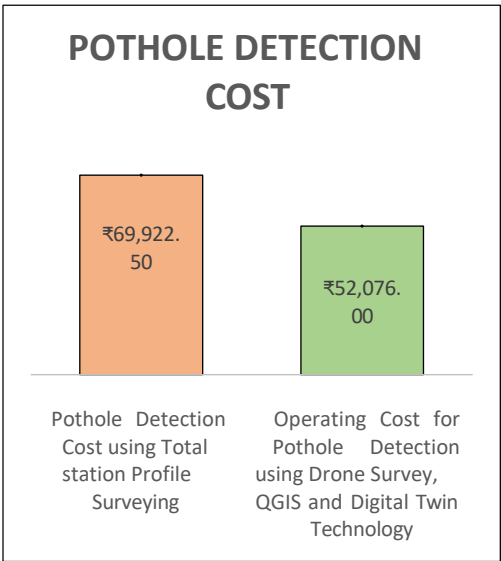 POTHOLE DETECTION
COST
₹69,922.
50
₹52,076.
00
Pothole Detection
Cost using Total
station Profile
Surveying
Operating Cost for
Pothole Detection
using Drone Survey,
QGIS and Digital Twin
Technology